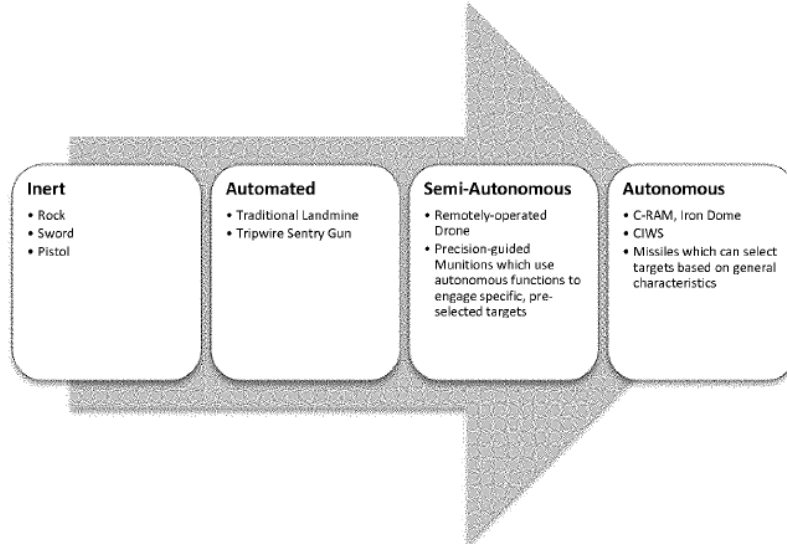 Inert
• Rock
• Sword
• Pistol
Automated
• Traditional Landmine
• Tripwire Sentry Gun
Semi-Autonomous
• Remotely-operated
Drone
• Precision-guided
Munitions which use
autonomous functions to
engage specific, pre-
selected targets
Autonomous
• C-RAM, Iron Dome
• CIWS
• Missiles which can select
targets based on general
characteristics